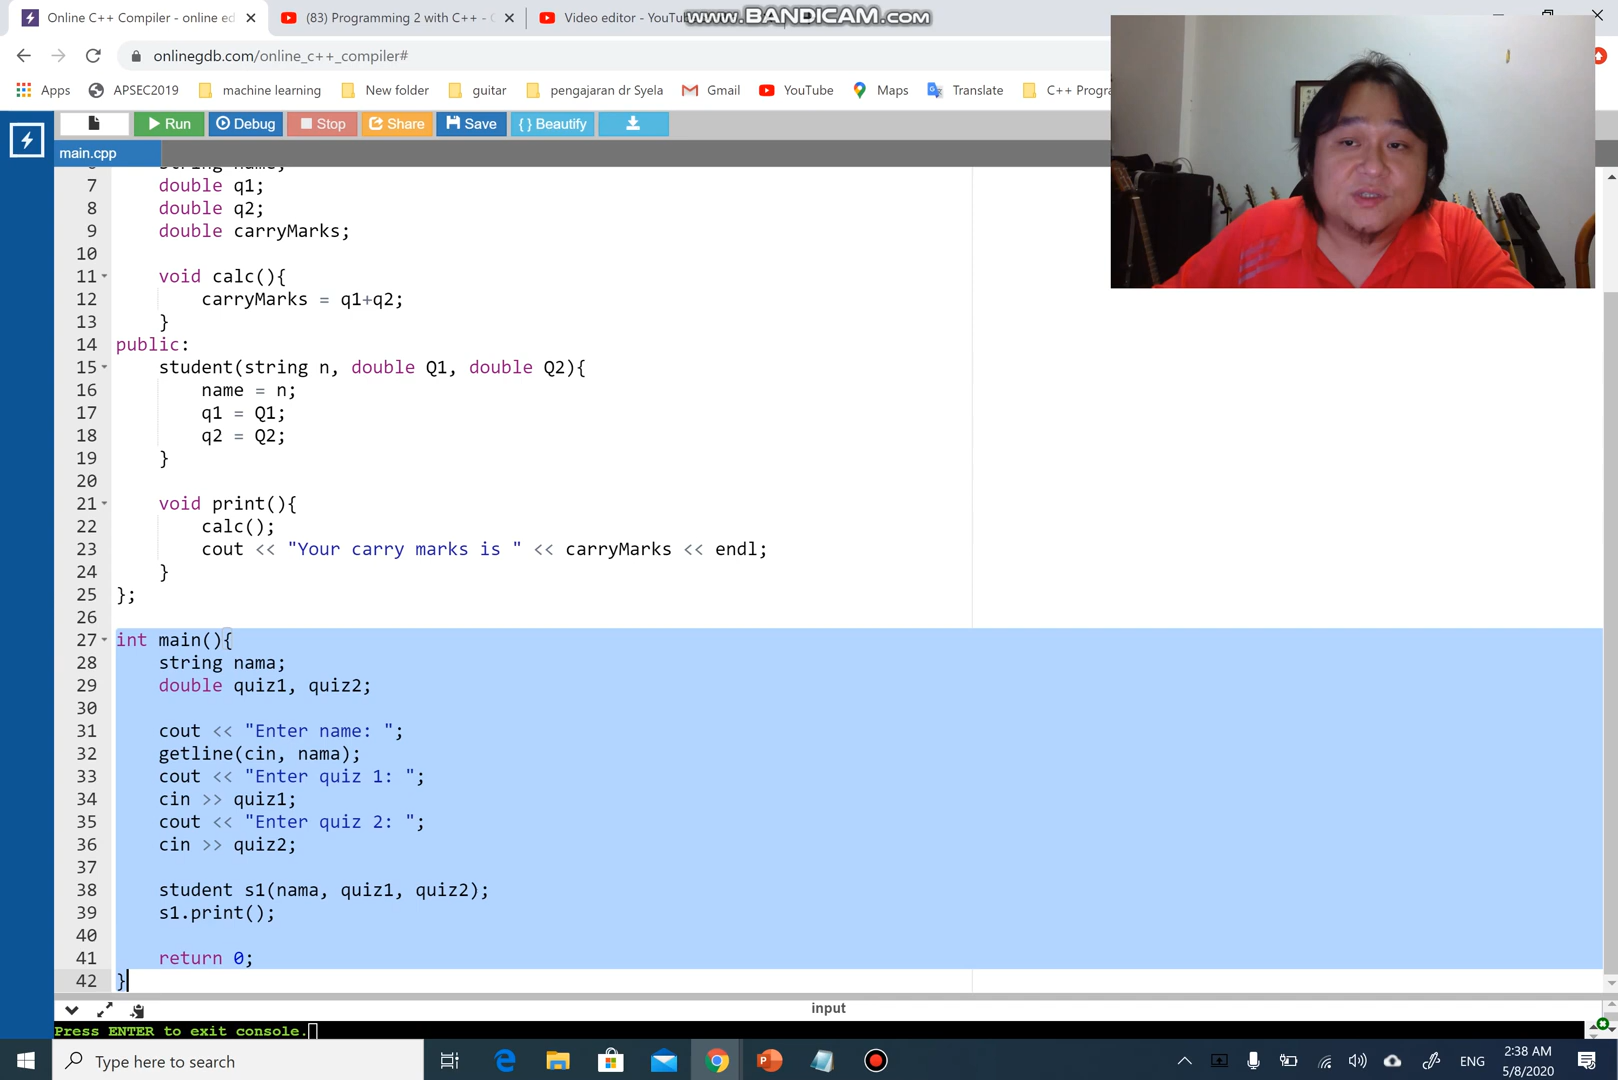 Online C++ Compiler - online ed
(83) Programming 2 with C++ -
Video editor - YouTu
www.BANDICAM.com
onlinegdb.com/online_c++_compiler#
Apps
APSEC2019
machine learning
New folder
guitar
pengajaran dr Syela
Gmail
YouTube
Maps
Translate
C++ Progra
Run
Debug
Stop
Share
Save
{ } Beautify
main.cpp
7 double q1;
8 double q2;
9 double carryMarks;
10
11 void calc(){
12 carryMarks = q1+q2;
13 }
14 public:
15 student(string n, double Q1, double Q2){
16 name = n;
17 q1 = Q1;
18 q2 = Q2;
19 }
20
21 void print(){
22 calc();
23 cout << "Your carry marks is " << carryMarks << endl;
24 }
25 };
26
27 int main(){
28 string nama;
29 double quiz1, quiz2;
30
31 cout << "Enter name: ";
32 getline(cin, nama);
33 cout << "Enter quiz 1: ";
34 cin >> quiz1;
35 cout << "Enter quiz 2: ";
36 cin >> quiz2;
37
38 student s1(nama, quiz1, quiz2);
39 s1.print();
40
41 return 0;
42 }
input
Press ENTER to exit console.
Type here to search
ENG
2:38 AM
5/8/2020